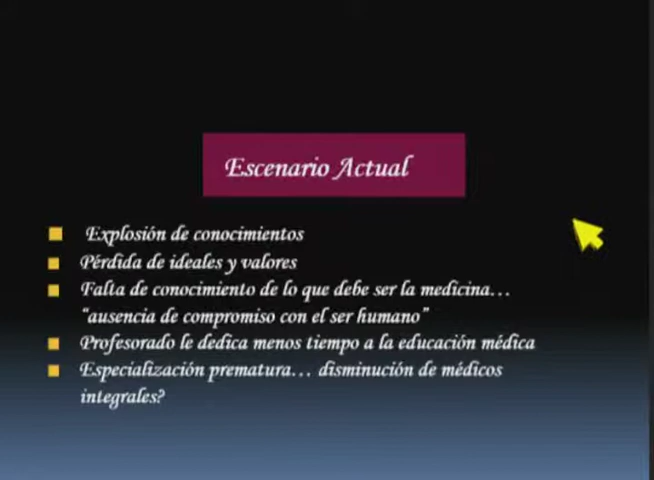 Escenario Actual
Explosión de conocimientos
Pérdida de ideales y valores
Falta de conocimiento de lo que debe ser la medicina...
"ausencia de compromiso con el ser humano"
Profesorado le dedica menos tiempo a la educación médica
Especialización prematura... disminución de médicos
integrales?